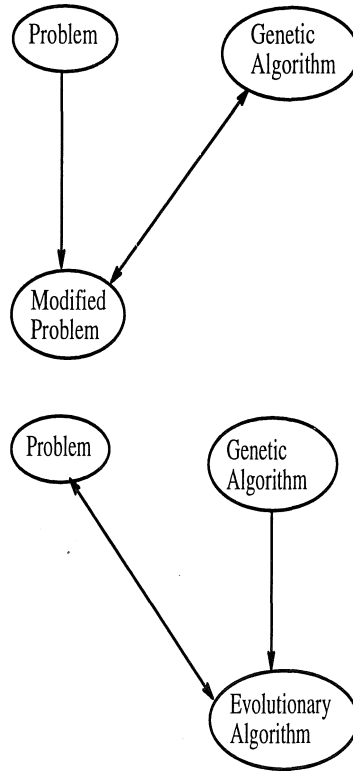 Problem
Genetic
Algorithm
Modified
Problem
Problem
Genetic
Algorithm
Evolutionary
Algorithm